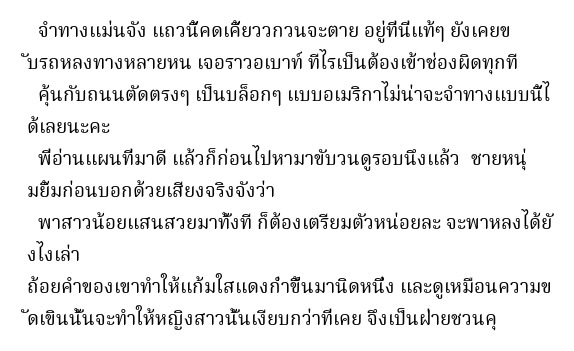 จำทางแม่นจัง แถวนี้คดเคี้ยววกวนจะตาย อยู่ที่นี่แท้ๆ ยังเคยข
ับรถหลงทางหลายหน เจอราวอเบาท์ ทีไรเป็นต้องเข้าช่องผิดทุกที
คุ้นกับถนนตัดตรงๆ เป็นบล็อกๆ แบบอเมริกาไม่น่าจะจำทางแบบนี้ไ
ด้เลยนะคะ
พี่อ่านแผนที่มาดี แล้วก็ก่อนไปหามาขับวนดูรอบนึงแล้ว ชายหนุ่
มยิ้มก่อนบอกด้วยเสียงจริงจังว่า
พาสาวน้อยแสนสวยมาทั้งที ก็ต้องเตรียมตัวหน่อยละ จะพาหลงได้ยั
งไงเล่า
ถ้อยคำของเขาทำให้แก้มใสแดงก่ำขึ้นมานิดหนึ่ง และดูเหมือนความข
ัดเขินนั้นจะทำให้หญิงสาวนั้นเงียบกว่าที่เคย จึงเป็นฝ่ายชวนคุ